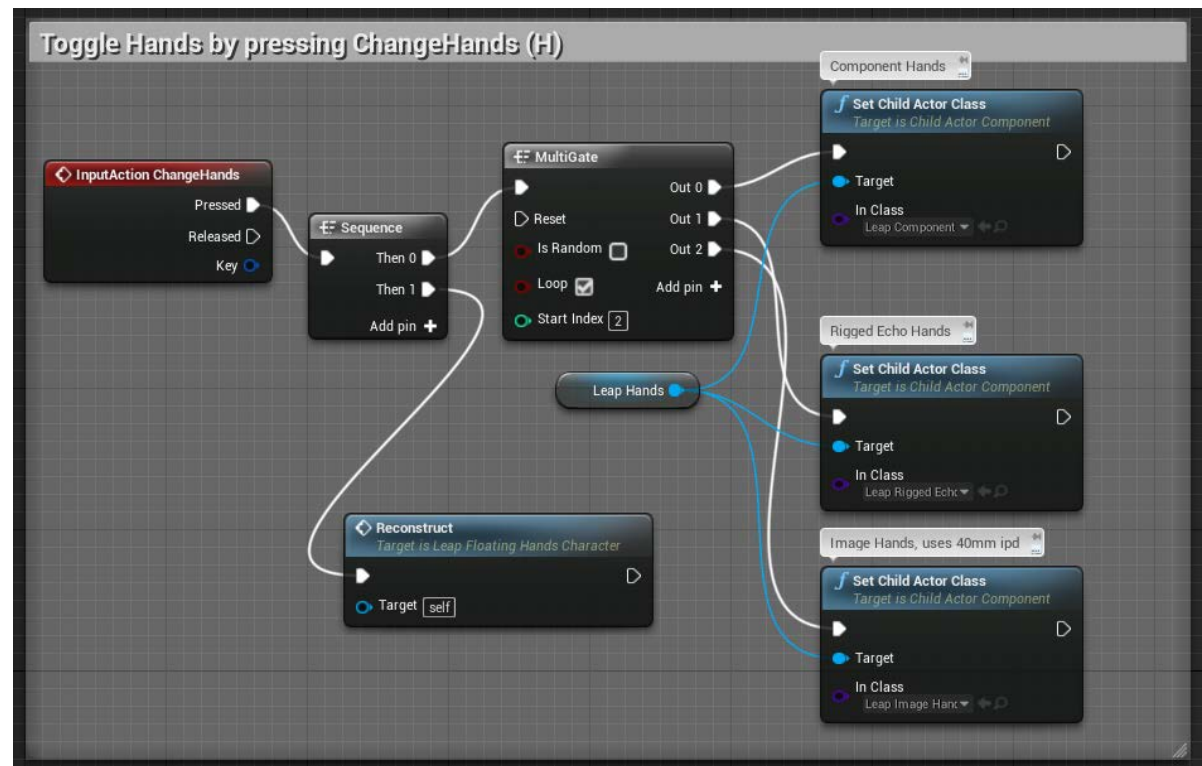 Toggle Hands by pressing ChangeHands (H)
Component Hands
Set Child Actor Class
Target is Child Actor Component
Target
In Class
Leap Component
InputAction ChangeHands
Pressed
Released
Key
Sequence
Then 0
Then 1
Add pin
MultiGate
Out 0
Reset
Out 1
Is Random
Out 2
Loop
Add pin
Start Index 2
Leap Hands
Rigged Echo Hands
Set Child Actor Class
Target is Child Actor Component
Target
In Class
Leap Rigged Echc
Reconstruct
Target is Leap Floating Hands Character
Target self
Image Hands, uses 40mm ipd
Set Child Actor Class
Target is Child Actor Component
Target
In Class
Leap Image Hanc